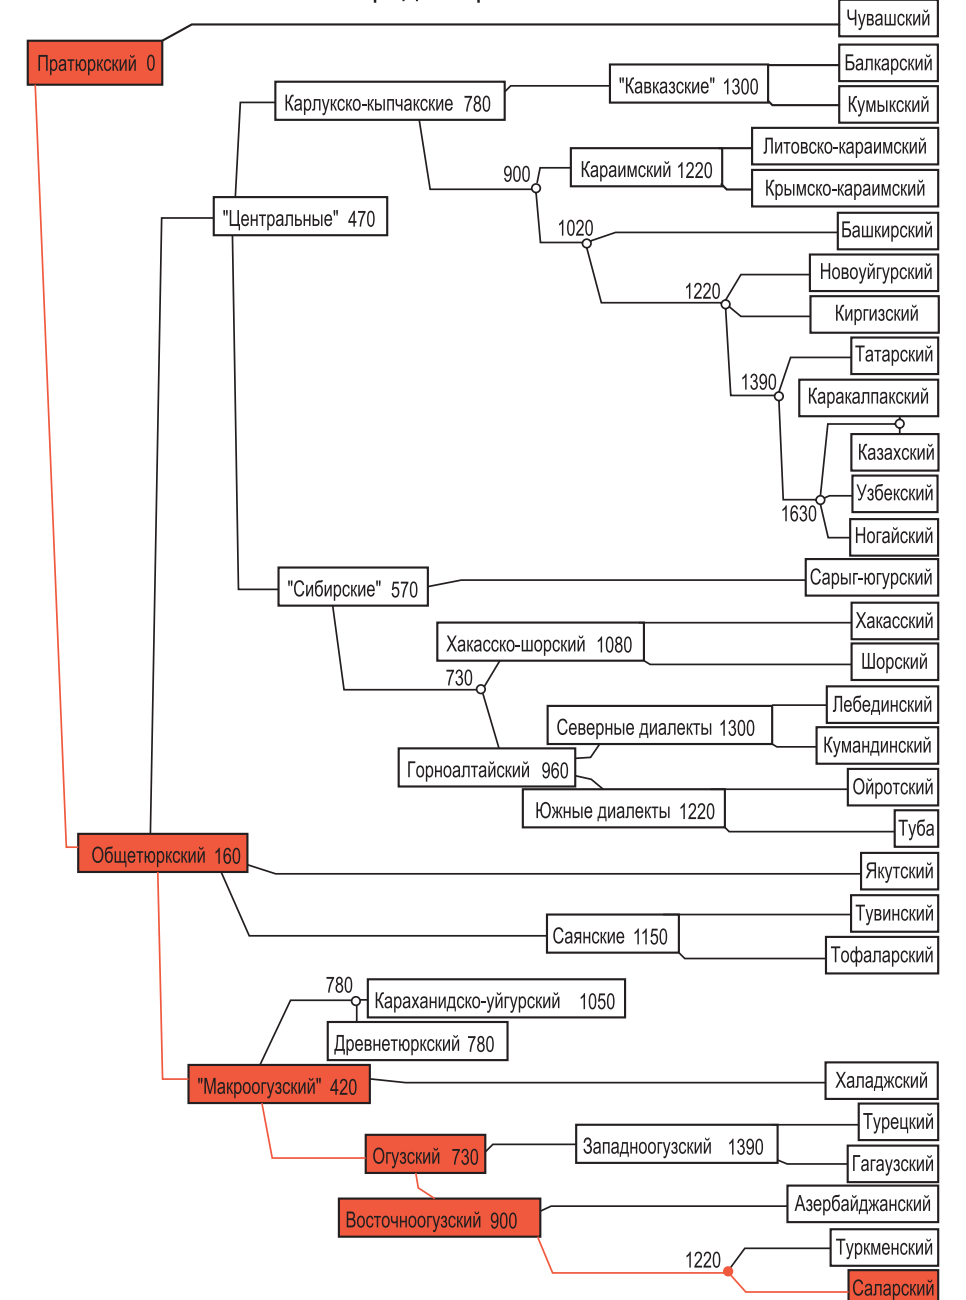 Чувашский
Пратюркский 0
Балкарский
"Кавказские" 1300
Карлукско-кыпчакские 780
Кумыкский
Литовско-караимский
900
Караимский 1220
Крымско-караимский
"Центральные" 470
1020
Башкирский
Новоуйгурский
1220
Киргизский
Татарский
1390
Каракалпакский
Казахский
Узбекский
1630
Ногайский
Сарыг-югурский
"Сибирские" 570
Хакасский
Хакасско-шорский 1080
Шорский
730
Лебединский
Северные диалекты 1300
Кумандинский
Горноалтайский 960
Ойротский
Южные диалекты 1220
Туба
Общетюркский 160
Якутский
Тувинский
Саянские 1150
Тофаларский
780
Караханидско-уйгурский 1050
Древнетюркский 780
"Макроогузский" 420
Халаджский
Турецкий
Западноогузский 1390
Огузский 730
Гагаузский
Азербайджанский
Восточноогузский 900
Туркменский
1220
Саларский